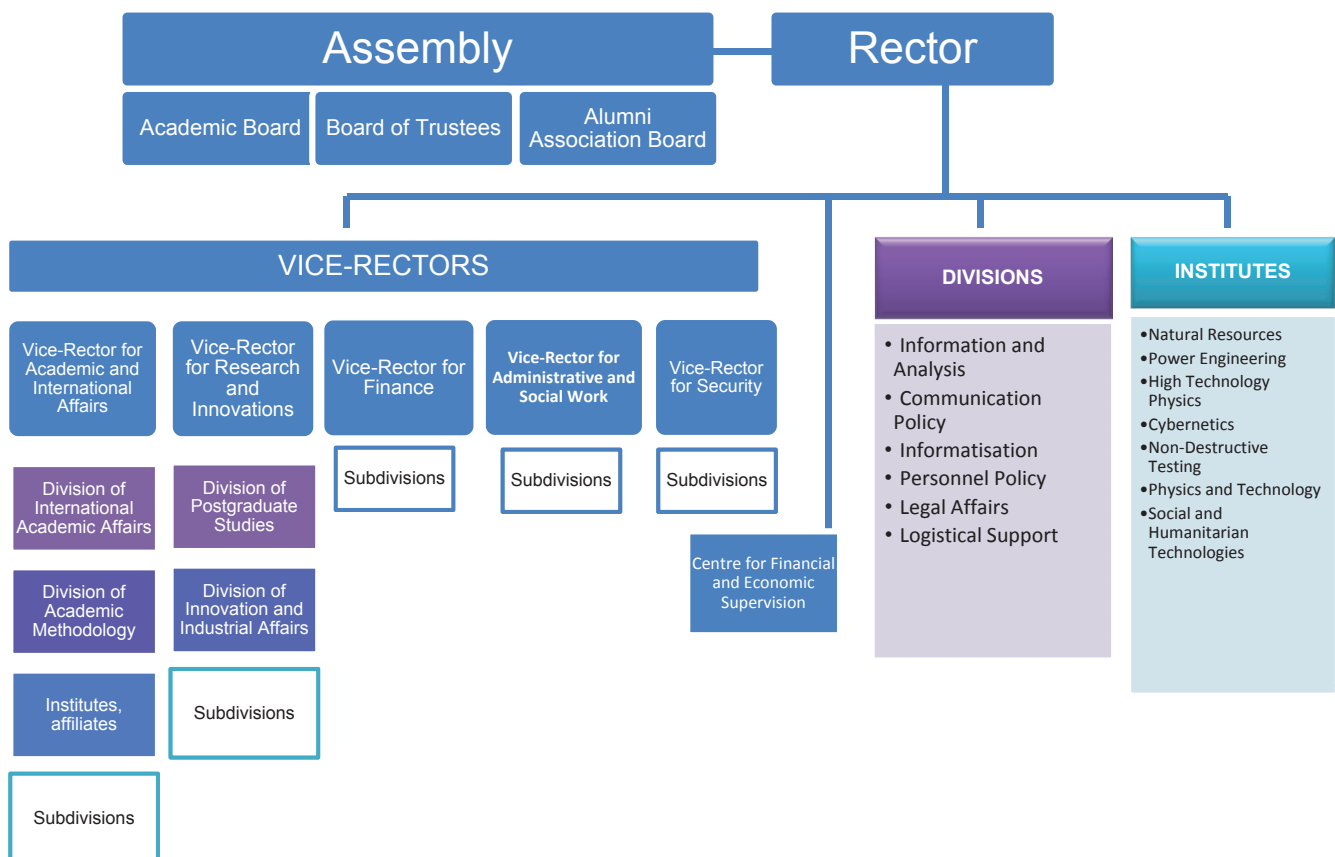 Assembly
Rector
Academic Board
Board of Trustees
Alumni
Association Board
VICE-RECTORS
Vice-Rector for
Academic and
International
Affairs
Vice-Rector
for Research
and
Innovations
Vice-Rector for
Finance
Vice-Rector for
Administrative and
Social Work
Vice-Rector
for Security
Division of
International
Academic Affairs
Division of
Academic
Methodology
Institutes,
affiliates
Subdivisions
Division of
Postgraduate
Studies
Division of
Innovation and
Industrial Affairs
Subdivisions
Subdivisions
Subdivisions
Subdivisions
Centre for Financial
and Economic
Supervision
DIVISIONS
• Information and
Analysis
• Communication
Policy
• Informatisation
• Personnel Policy
• Legal Affairs
• Logistical Support
INSTITUTES
•Natural Resources
•Power Engineering
•High Technology
Physics
•Cybernetics
•Non-Destructive
Testing
•Physics and Technology
•Social and
Humanitarian
Technologies